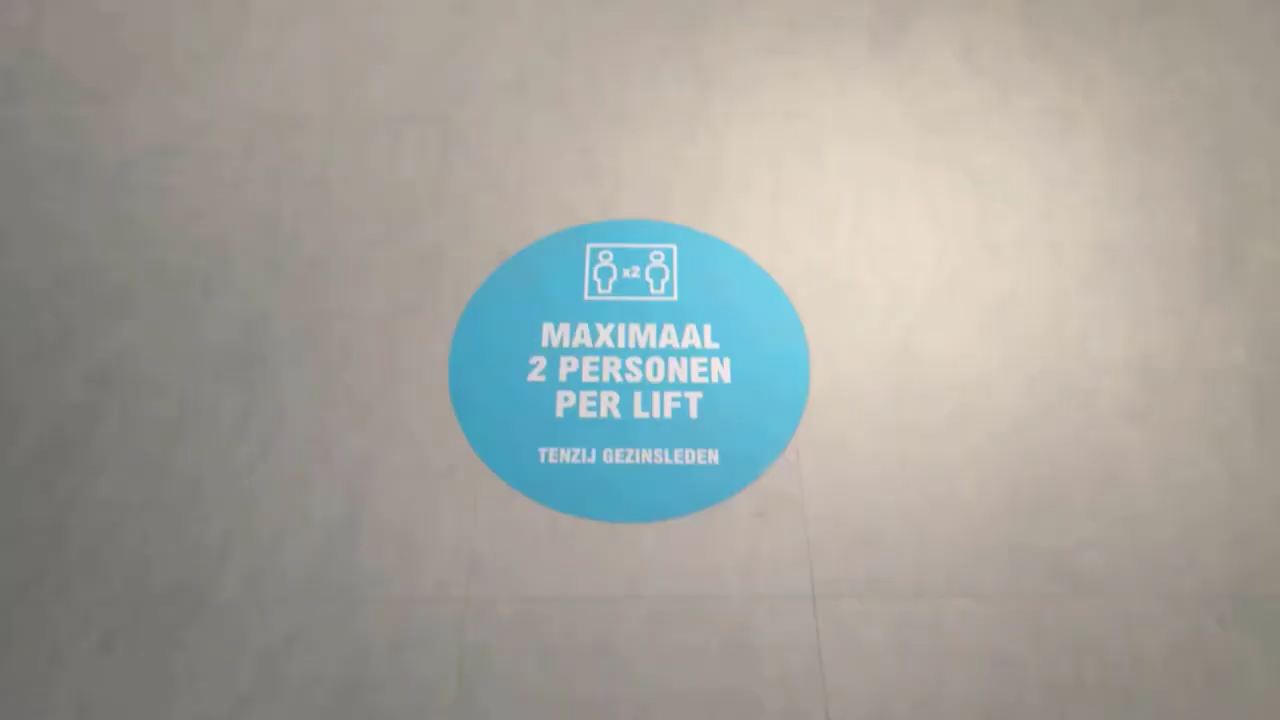 x2
MAXIMAAL
2 PERSONEN
PER LIFT
TENZIJ GEZINSLEDEN